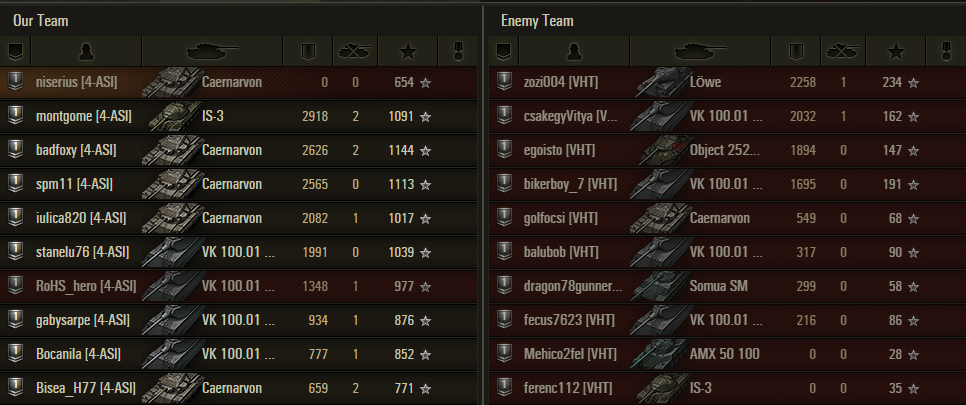 Our Team
niserius [4-ASI] Caernarvon 0 0 654
montgome [4-ASI] IS-3 2918 2 1091
badfoxy [4-ASI] Caernarvon 2626 2 1144
spm11 [4-ASI] Caernarvon 2565 0 1113
iulica820 [4-ASI] Caernarvon 2082 1 1017
stanelu76 [4-ASI] VK 100.01 ... 1991 0 1039
RoHS_hero [4-ASI] VK 100.01 ... 1348 1 977
gabysarpe [4-ASI] VK 100.01 ... 934 1 876
Bocanila [4-ASI] VK 100.01 ... 777 1 852
Bisea_H77 [4-ASI] Caernarvon 659 2 771
Enemy Team
zozi004 [VHT] Löwe 2258 1 234
csakegyVitya [V... VK 100.01 ... 2032 1 162
egoisto [VHT] Object 252... 1894 0 147
bikerboy_7 [VHT] VK 100.01 ... 1695 0 191
golfocsi [VHT] Caernarvon 549 0 68
balubob [VHT] VK 100.01 ... 317 0 90
dragon78gunner... Somua SM 299 0 58
fecus7623 [VHT] VK 100.01 ... 216 0 86
Mehico2fel [VHT] AMX 50 100 0 0 28
ferenc112 [VHT] IS-3 0 0 35